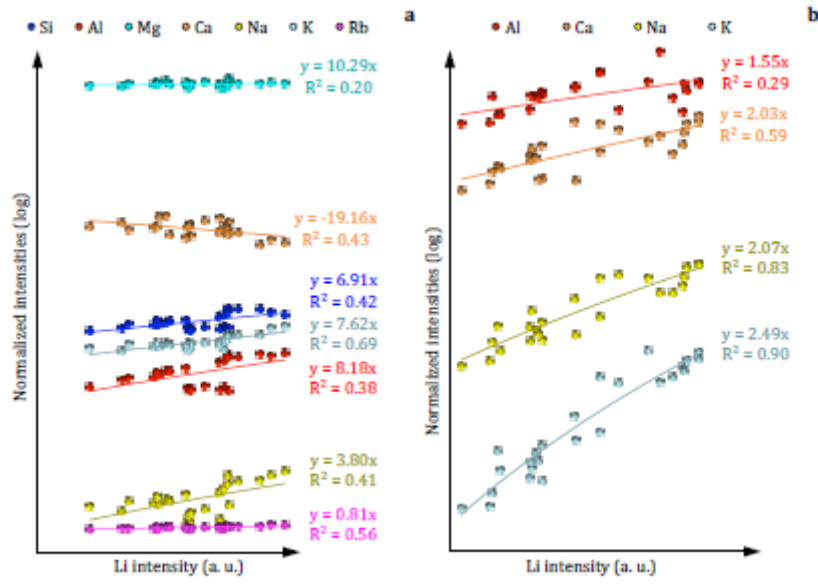 a
Si Al Mg Ca Na K Rb
y = 10.29x
R² = 0.20
y = -19.16x
R² = 0.43
y = 6.91x
R² = 0.42
y = 7.62x
R² = 0.69
y = 8.18x
R² = 0.38
y = 3.80x
R² = 0.41
y = 0.81x
R² = 0.56
Normalized intensities (log)
Li intensity (a. u.)
b
Al Ca Na K
y = 1.55x
R² = 0.29
y = 2.03x
R² = 0.59
y = 2.07x
R² = 0.83
y = 2.49x
R² = 0.90
Normalized intensities (log)
Li intensity (a. u.)